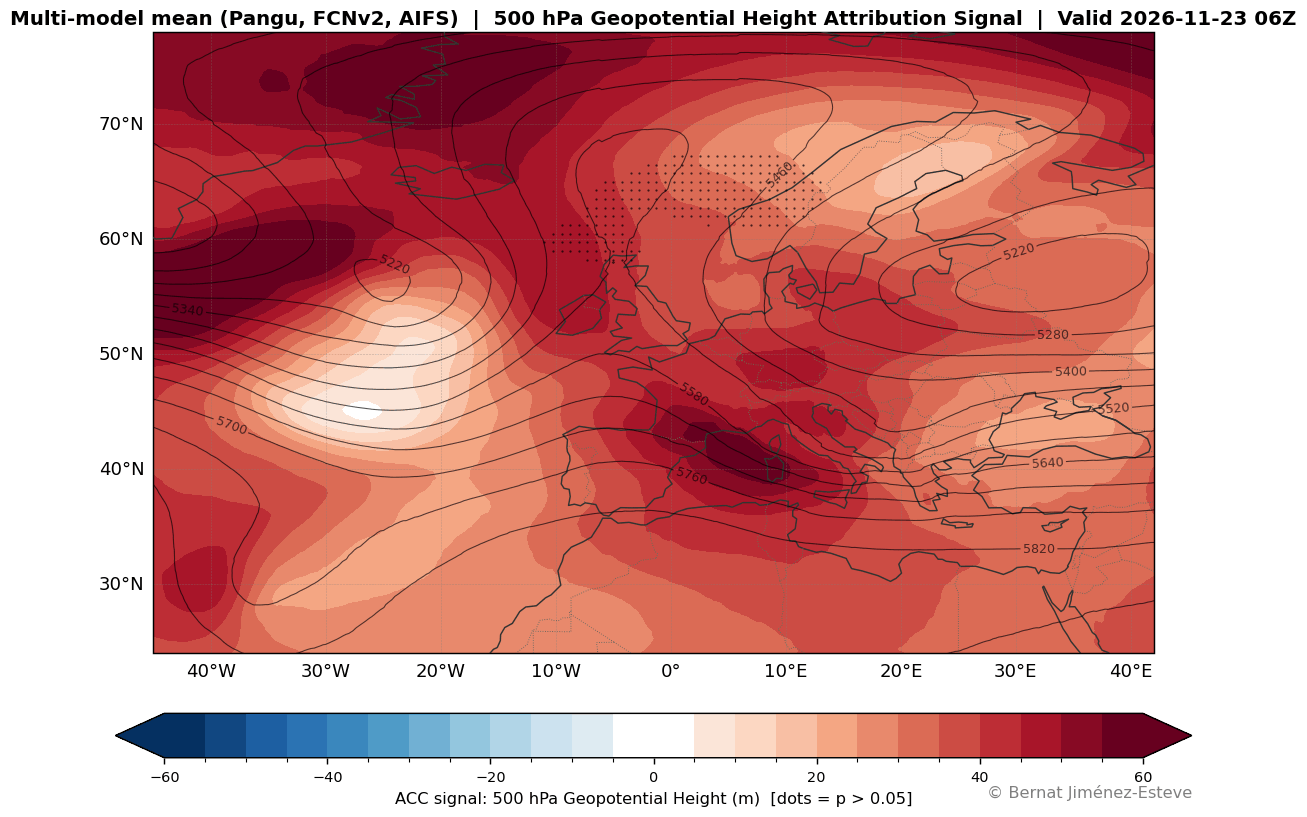 Multi-model mean (Pangu, FCNv2, AIFS) | 500 hPa Geopotential Height Attribution Signal | Valid 2026-11-23 06Z
70°N
60°N
50°N
40°N
30°N
5460
5220
5220
5340
5280
5400
5580
5520
5700
5640
5760
5820
40°W 30°W 20°W 10°W 0° 10°E 20°E 30°E 40°E
−60 −40 −20 0 20 40 60
ACC signal: 500 hPa Geopotential Height (m) [dots = p > 0.05]
© Bernat Jiménez-Esteve